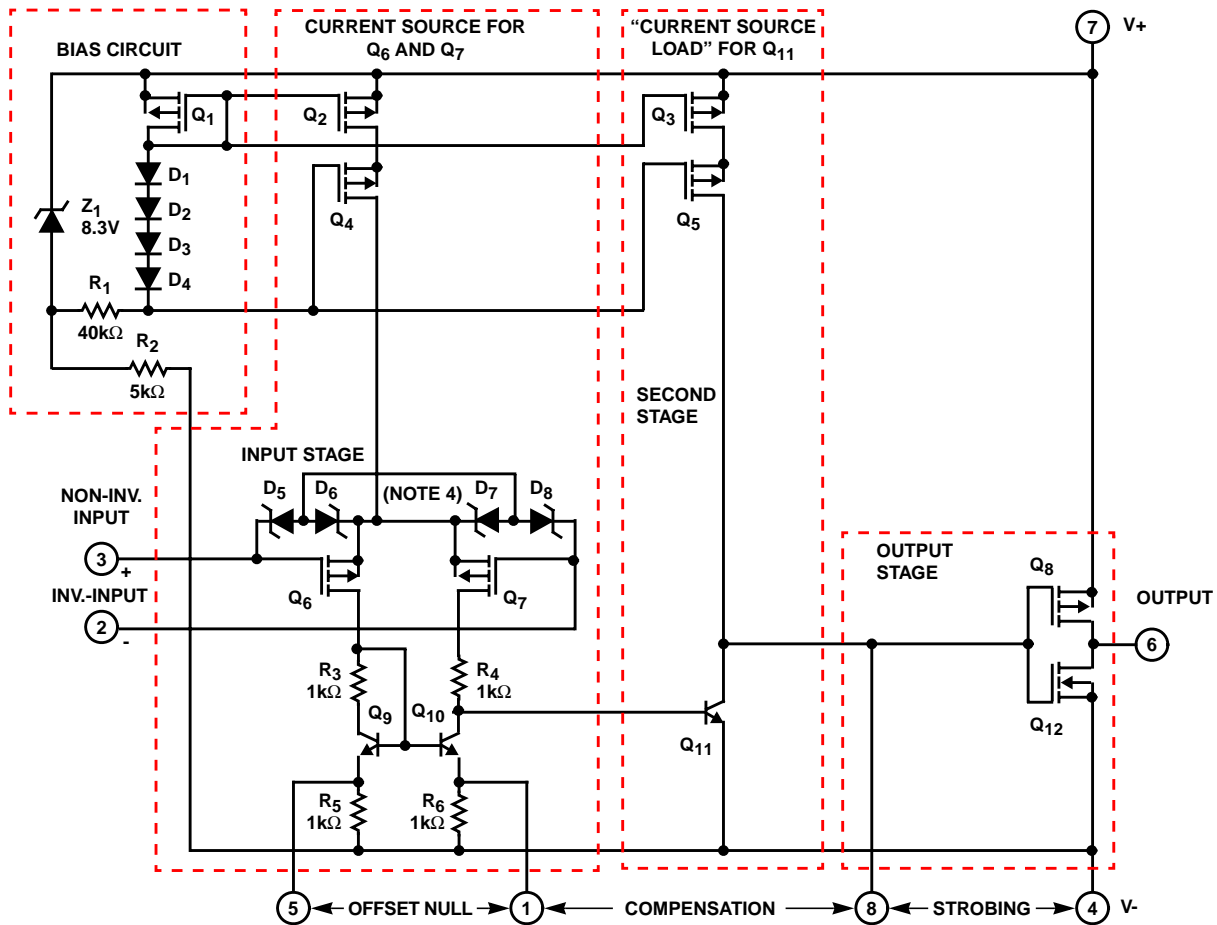 CURRENT SOURCE FOR
Q6 AND Q7
“CURRENT SOURCE
LOAD” FOR Q11
7
V+
BIAS CIRCUIT
Q1
Q2
Q3
D1
Z1
8.3V
D2
Q4
Q5
D3
D4
R1
40kΩ
R2
5kΩ
SECOND
STAGE
INPUT STAGE
D5
D6
(NOTE 4)
D7
D8
NON-INV.
INPUT
3
+
INV.-INPUT
2
-
Q6
Q7
OUTPUT
STAGE
Q8
OUTPUT
6
R3
1kΩ
R4
1kΩ
Q9
Q10
Q11
Q12
R5
1kΩ
R6
1kΩ
5
OFFSET NULL
1
COMPENSATION
8
STROBING
4
V-